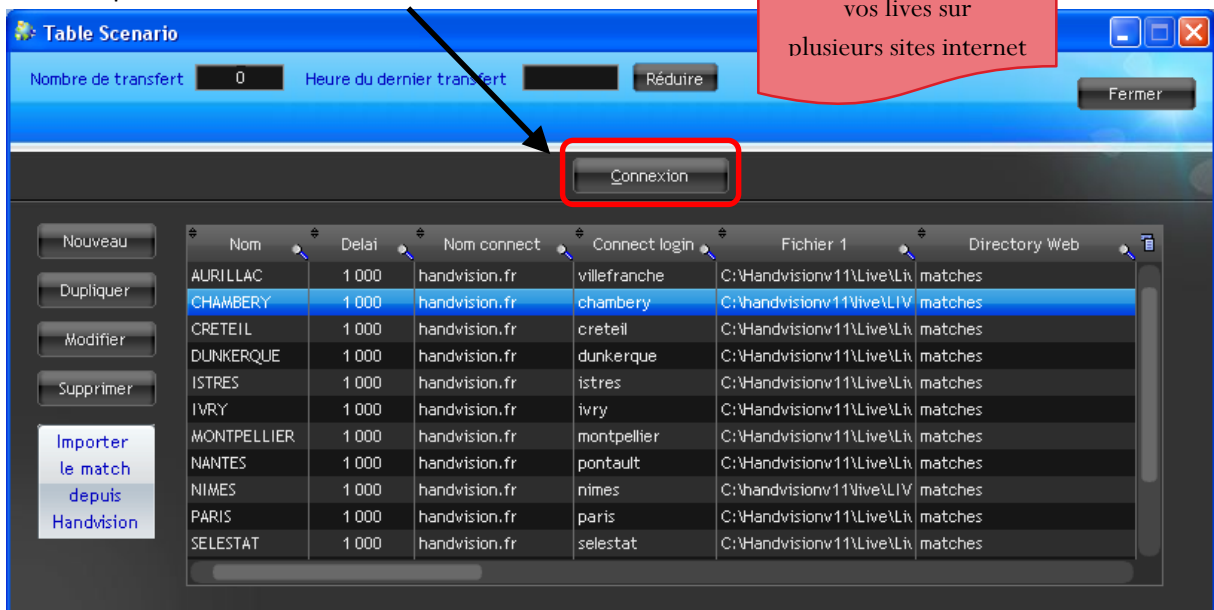 vos lives sur
plusieurs sites internet
Table Scenario
Nombre de transfert 0 Heure du dernier transfert Réduire
Fermer
Connexion
Nouveau
Dupliquer
Modifier
Supprimer
Importer
le match
depuis
Handvision
Nom Delai Nom connect Connect login Fichier 1 Directory Web
AURILLAC 1 000 handvision.fr villefranche C:\Handvisionv11\Live\Liv matches
CHAMBERY 1 000 handvision.fr chambery C:\handvisionv11\live\LIV matches
CRETEIL 1 000 handvision.fr creteil C:\Handvisionv11\Live\Liv matches
DUNKERQUE 1 000 handvision.fr dunkerque C:\Handvisionv11\Live\Liv matches
ISTRES 1 000 handvision.fr istres C:\Handvisionv11\Live\Liv matches
IVRY 1 000 handvision.fr ivry C:\Handvisionv11\Live\Liv matches
MONTPELLIER 1 000 handvision.fr montpellier C:\Handvisionv11\Live\Liv matches
NANTES 1 000 handvision.fr pontault C:\Handvisionv11\Live\Liv matches
NIMES 1 000 handvision.fr nimes C:\handvisionv11\live\LIV matches
PARIS 1 000 handvision.fr paris C:\Handvisionv11\Live\Liv matches
SELESTAT 1 000 handvision.fr selestat C:\Handvisionv11\Live\Liv matches